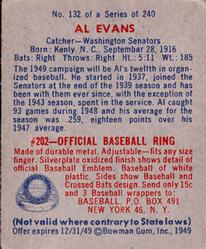 No. 132 of a Series of 240
AL EVANS
Catcher—Washington Senators
Born: Kenly, N. C., September 28, 1916
Bats: Right Throws: Right Ht.: 5:11 Wt.: 185
The 1949 campaign will be Al's twelfth in
organized baseball. He started in 1937, joined
the Senators at the end of the 1939 season and has
been with them ever since, with the exception of
the 1943 season, spent in service. Al caught
93 games during 1948 and his average for the
season was .259, eighteen points over
his 1947 average.
#202—OFFICIAL BASEBALL RING
Made of durable metal. Adjustable—fits any size
finger. Silverplate oxidized finish shows detail of
official Baseball Emblem. Baseball of white
plastic. Sides show Baseball and
Crossed Bats design. Send only 15c
and 3 Baseball wrappers to:
BASEBALL, P.O. BOX 491
NEW YORK 46, N. Y.
(Not valid where contrary to State laws)
Offer expires 12/31/49 © Bowman Gum, Inc., 1949